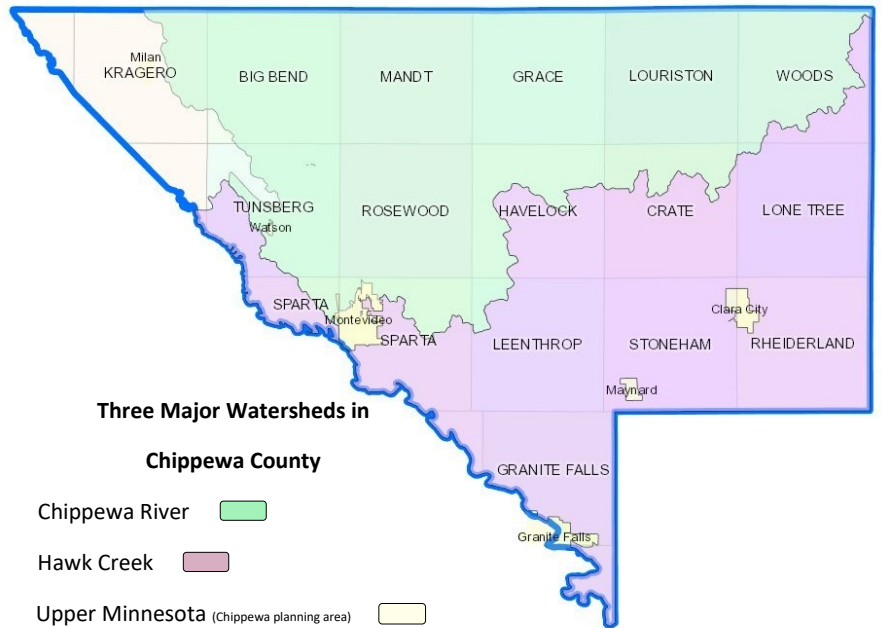 Milan
KRAGERO
BIG BEND
MANDT
GRACE
LOURISTON
WOODS
TUNSBERG
Watson
ROSEWOOD
HAVELOCK
CRATE
LONE TREE
SPARTA
Montevideo
SPARTA
LEENTHROP
STONEHAM
Clara City
RHEIDERLAND
Maynard
GRANITE FALLS
Granite Falls
Three Major Watersheds in
Chippewa County
Chippewa River
Hawk Creek
Upper Minnesota (Chippewa planning area)